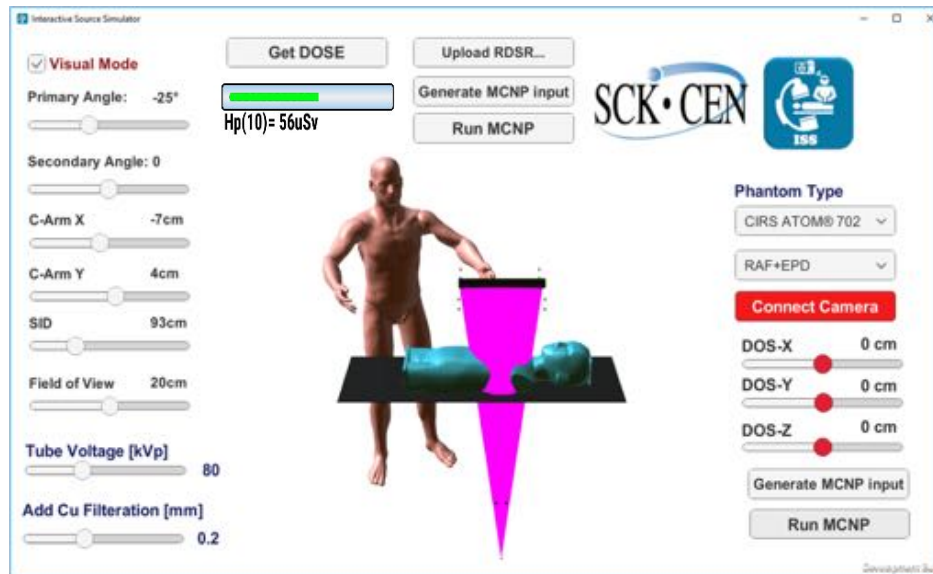 Interactive Source Simulator
Visual Mode
Primary Angle: -25°
Secondary Angle: 0
C-Arm X -7cm
C-Arm Y 4cm
SID 93cm
Field of View 20cm
Tube Voltage [kVp]
80
Add Cu Filteration [mm]
0.2
Get DOSE
Hp(10)= 56uSv
Upload RDSR...
Generate MCNP input
Run MCNP
SCK•CEN
ISS
Phantom Type
CIRS ATOM® 702
RAF+EPD
Connect Camera
DOS-X 0 cm
DOS-Y 0 cm
DOS-Z 0 cm
Generate MCNP input
Run MCNP